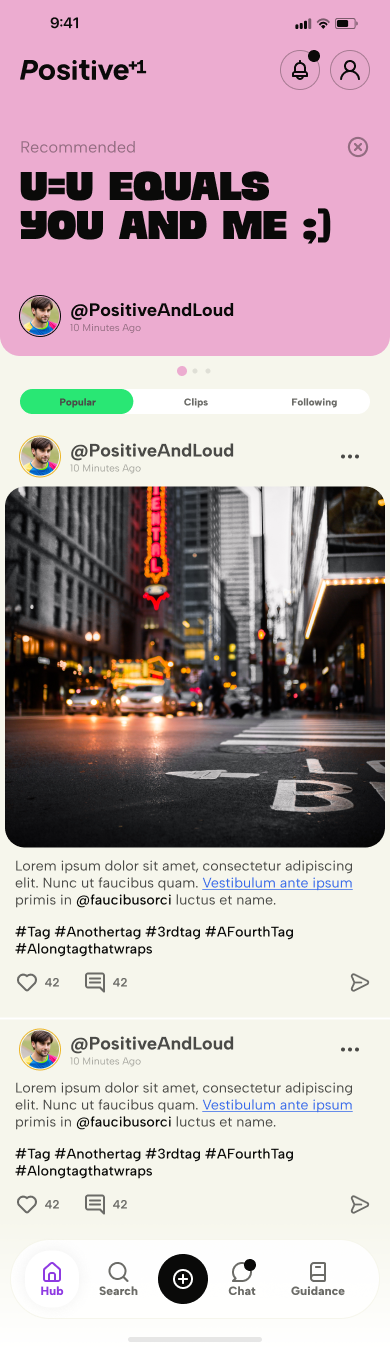 9:41
Positive+1
Recommended
U=U EQUALS
YOU AND ME ;)
@PositiveAndLoud
10 Minutes Ago
Popular
Clips
Following
@PositiveAndLoud
10 Minutes Ago
Lorem ipsum dolor sit amet, consectetur adipiscing
elit. Nunc ut faucibus quam. Vestibulum ante ipsum
primis in @faucibusorci luctus et name.
#Tag #Anothertag #3rdtag #AFourthTag
#Alongtagthatwraps
42
42
@PositiveAndLoud
10 Minutes Ago
Lorem ipsum dolor sit amet, consectetur adipiscing
elit. Nunc ut faucibus quam. Vestibulum ante ipsum
primis in @faucibusorci luctus et name.
#Tag #Anothertag #3rdtag #AFourthTag
#Alongtagthatwraps
42
42
Hub
Search
Chat
Guidance